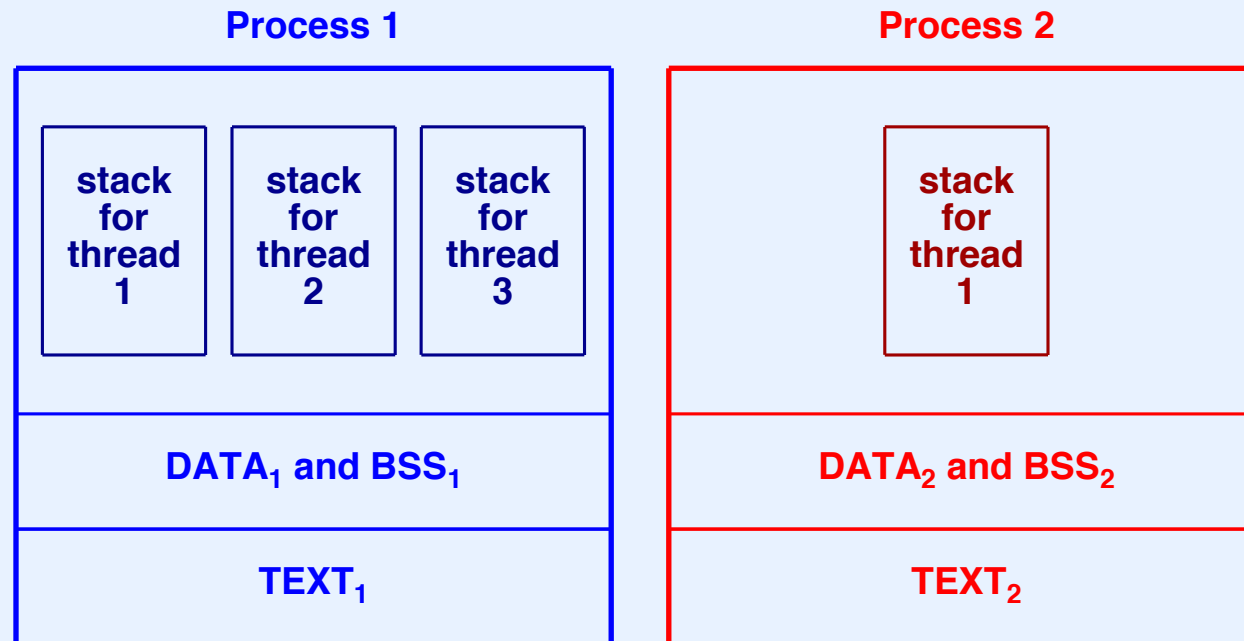 Process 1
stack
for
thread
1
stack
for
thread
2
stack
for
thread
3
DATA₁ and BSS₁
TEXT₁
Process 2
stack
for
thread
1
DATA₂ and BSS₂
TEXT₂